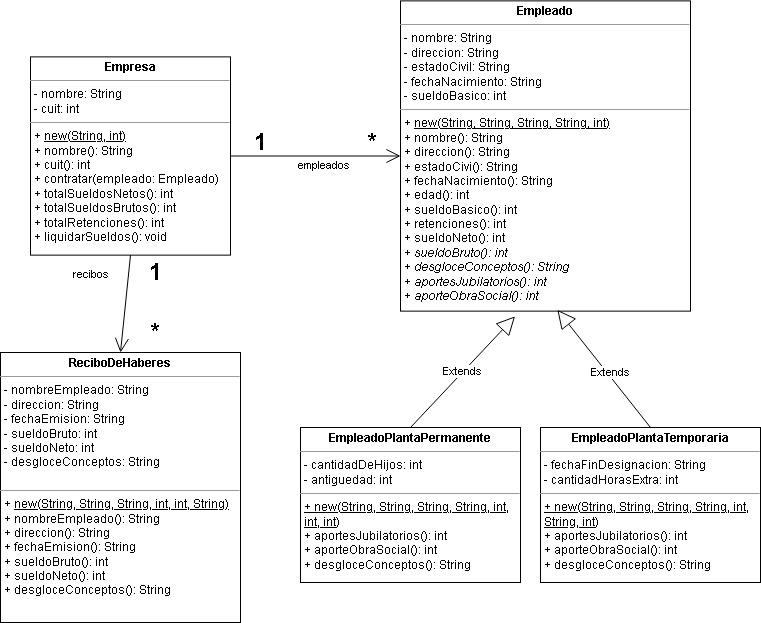 Empresa
- nombre: String
- cuit: int
+ new(String, int)
+ nombre(): String
+ cuit(): int
+ contratar(empleado: Empleado)
+ totalSueldosNetos(): int
+ totalSueldosBrutos(): int
+ totalRetenciones(): int
+ liquidarSueldos(): void
1
*
empleados
Empleado
- nombre: String
- direccion: String
- estadoCivil: String
- fechaNacimiento: String
- sueldoBasico: int
+ new(String, String, String, String, int)
+ nombre(): String
+ direccion(): String
+ estadoCivi(): String
+ fechaNacimiento(): String
+ edad(): int
+ sueldoBasico(): int
+ retenciones(): int
+ sueldoNeto(): int
+ sueldoBruto(): int
+ desgloceConceptos(): String
+ aportesJubilatorios(): int
+ aporteObraSocial(): int
recibos
1
*
ReciboDeHaberes
- nombreEmpleado: String
- direccion: String
- fechaEmision: String
- sueldoBruto: int
- sueldoNeto: int
- desgloceConceptos: String
+ new(String, String, String, int, int, String)
+ nombreEmpleado(): String
+ direccion(): String
+ fechaEmision(): String
+ sueldoBruto(): int
+ sueldoNeto(): int
+ desgloceConceptos(): String
Extends
Extends
EmpleadoPlantaPermanente
- cantidadDeHijos: int
- antiguedad: int
+ new(String, String, String, String, int,
int, int)
+ aportesJubilatorios(): int
+ aporteObraSocial(): int
+ desgloceConceptos(): String
EmpleadoPlantaTemporaria
- fechaFinDesignacion: String
- cantidadHorasExtra: int
+ new(String, String, String, String, int,
String, int)
+ aportesJubilatorios(): int
+ aporteObraSocial(): int
+ desgloceConceptos(): String